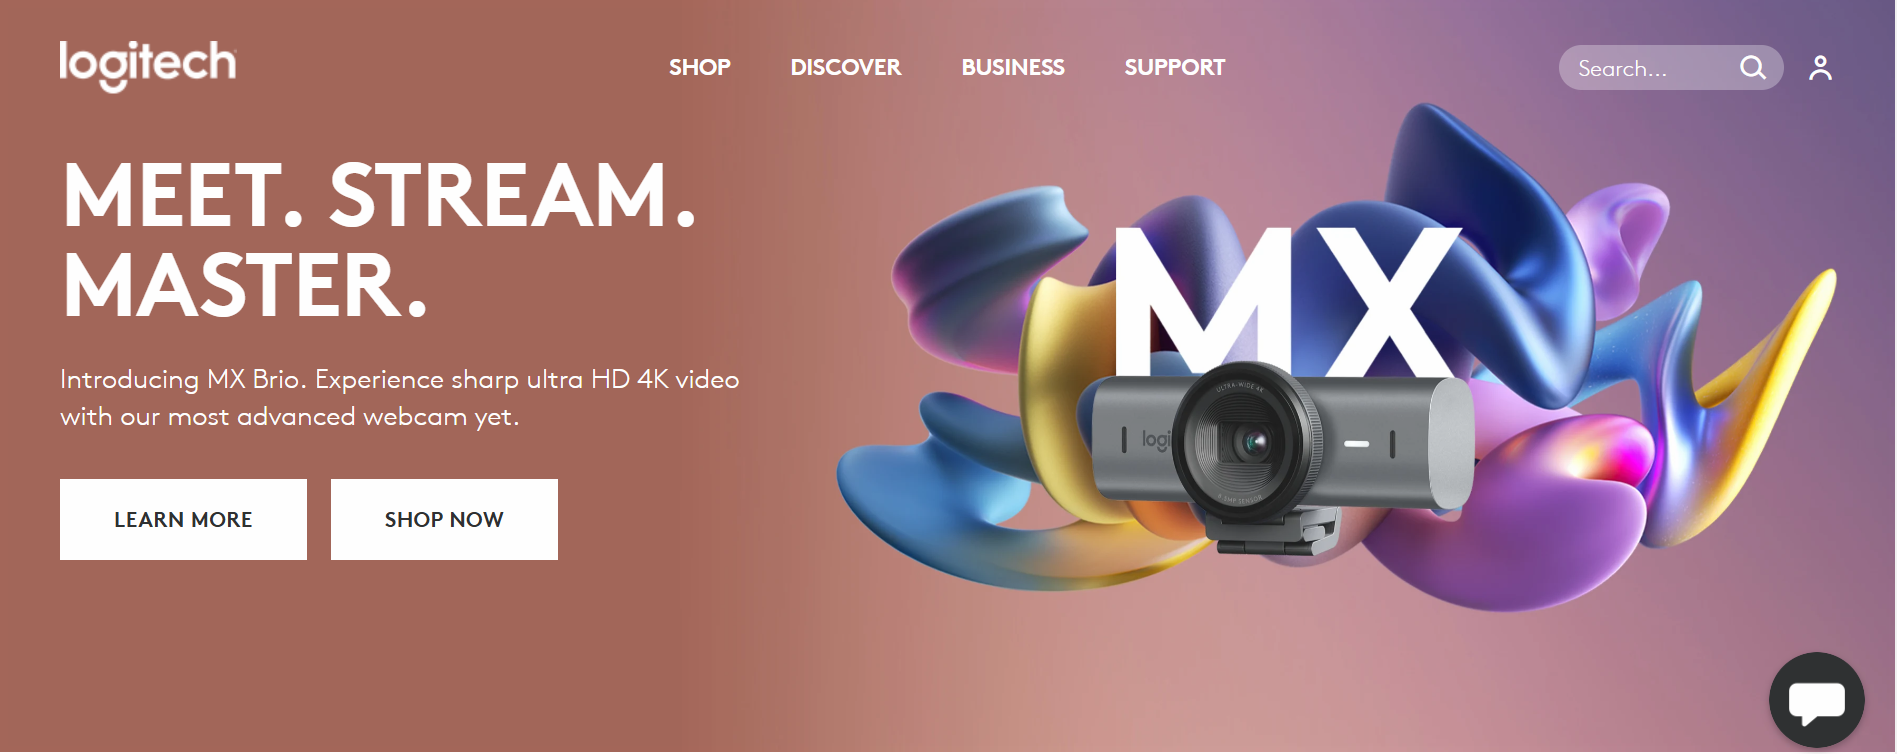 logitech
SHOP
DISCOVER
BUSINESS
SUPPORT
Search...
MEET. STREAM.
MASTER.
Introducing MX Brio. Experience sharp ultra HD 4K video
with our most advanced webcam yet.
LEARN MORE
SHOP NOW
MX
ULTRA-WIDE 4K
logi
8.5MP SENSOR